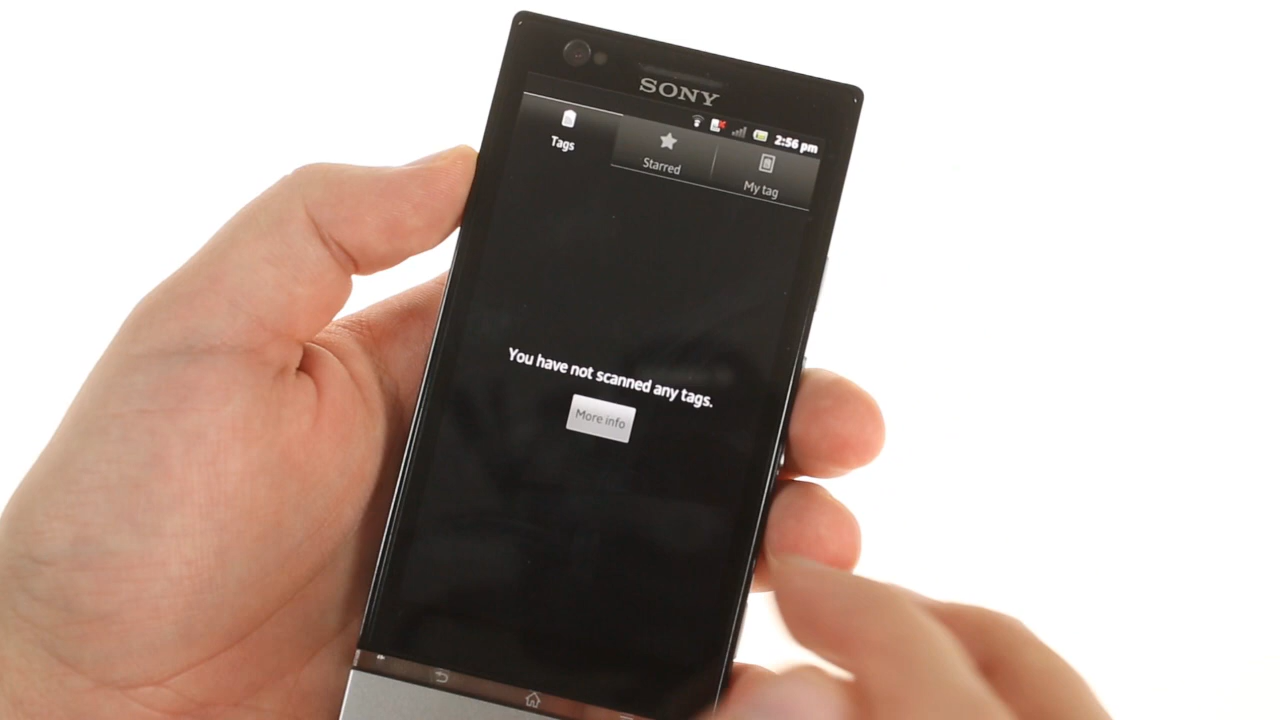 SONY
2:56 pm
Tags
Starred
My tag
You have not scanned any tags.
More info